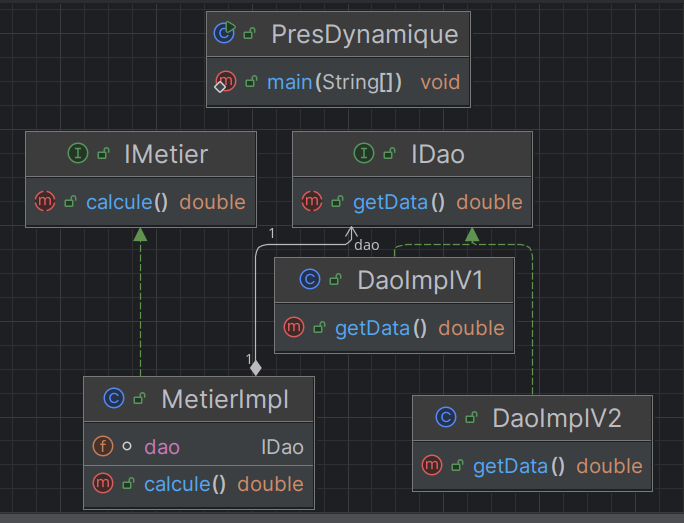 PresDynamique
main(String[]) void
IMetier
calcule() double
IDao
getData() double
1
dao
DaoImplV1
getData() double
1
MetierImpl
dao IDao
calcule() double
DaoImplV2
getData() double